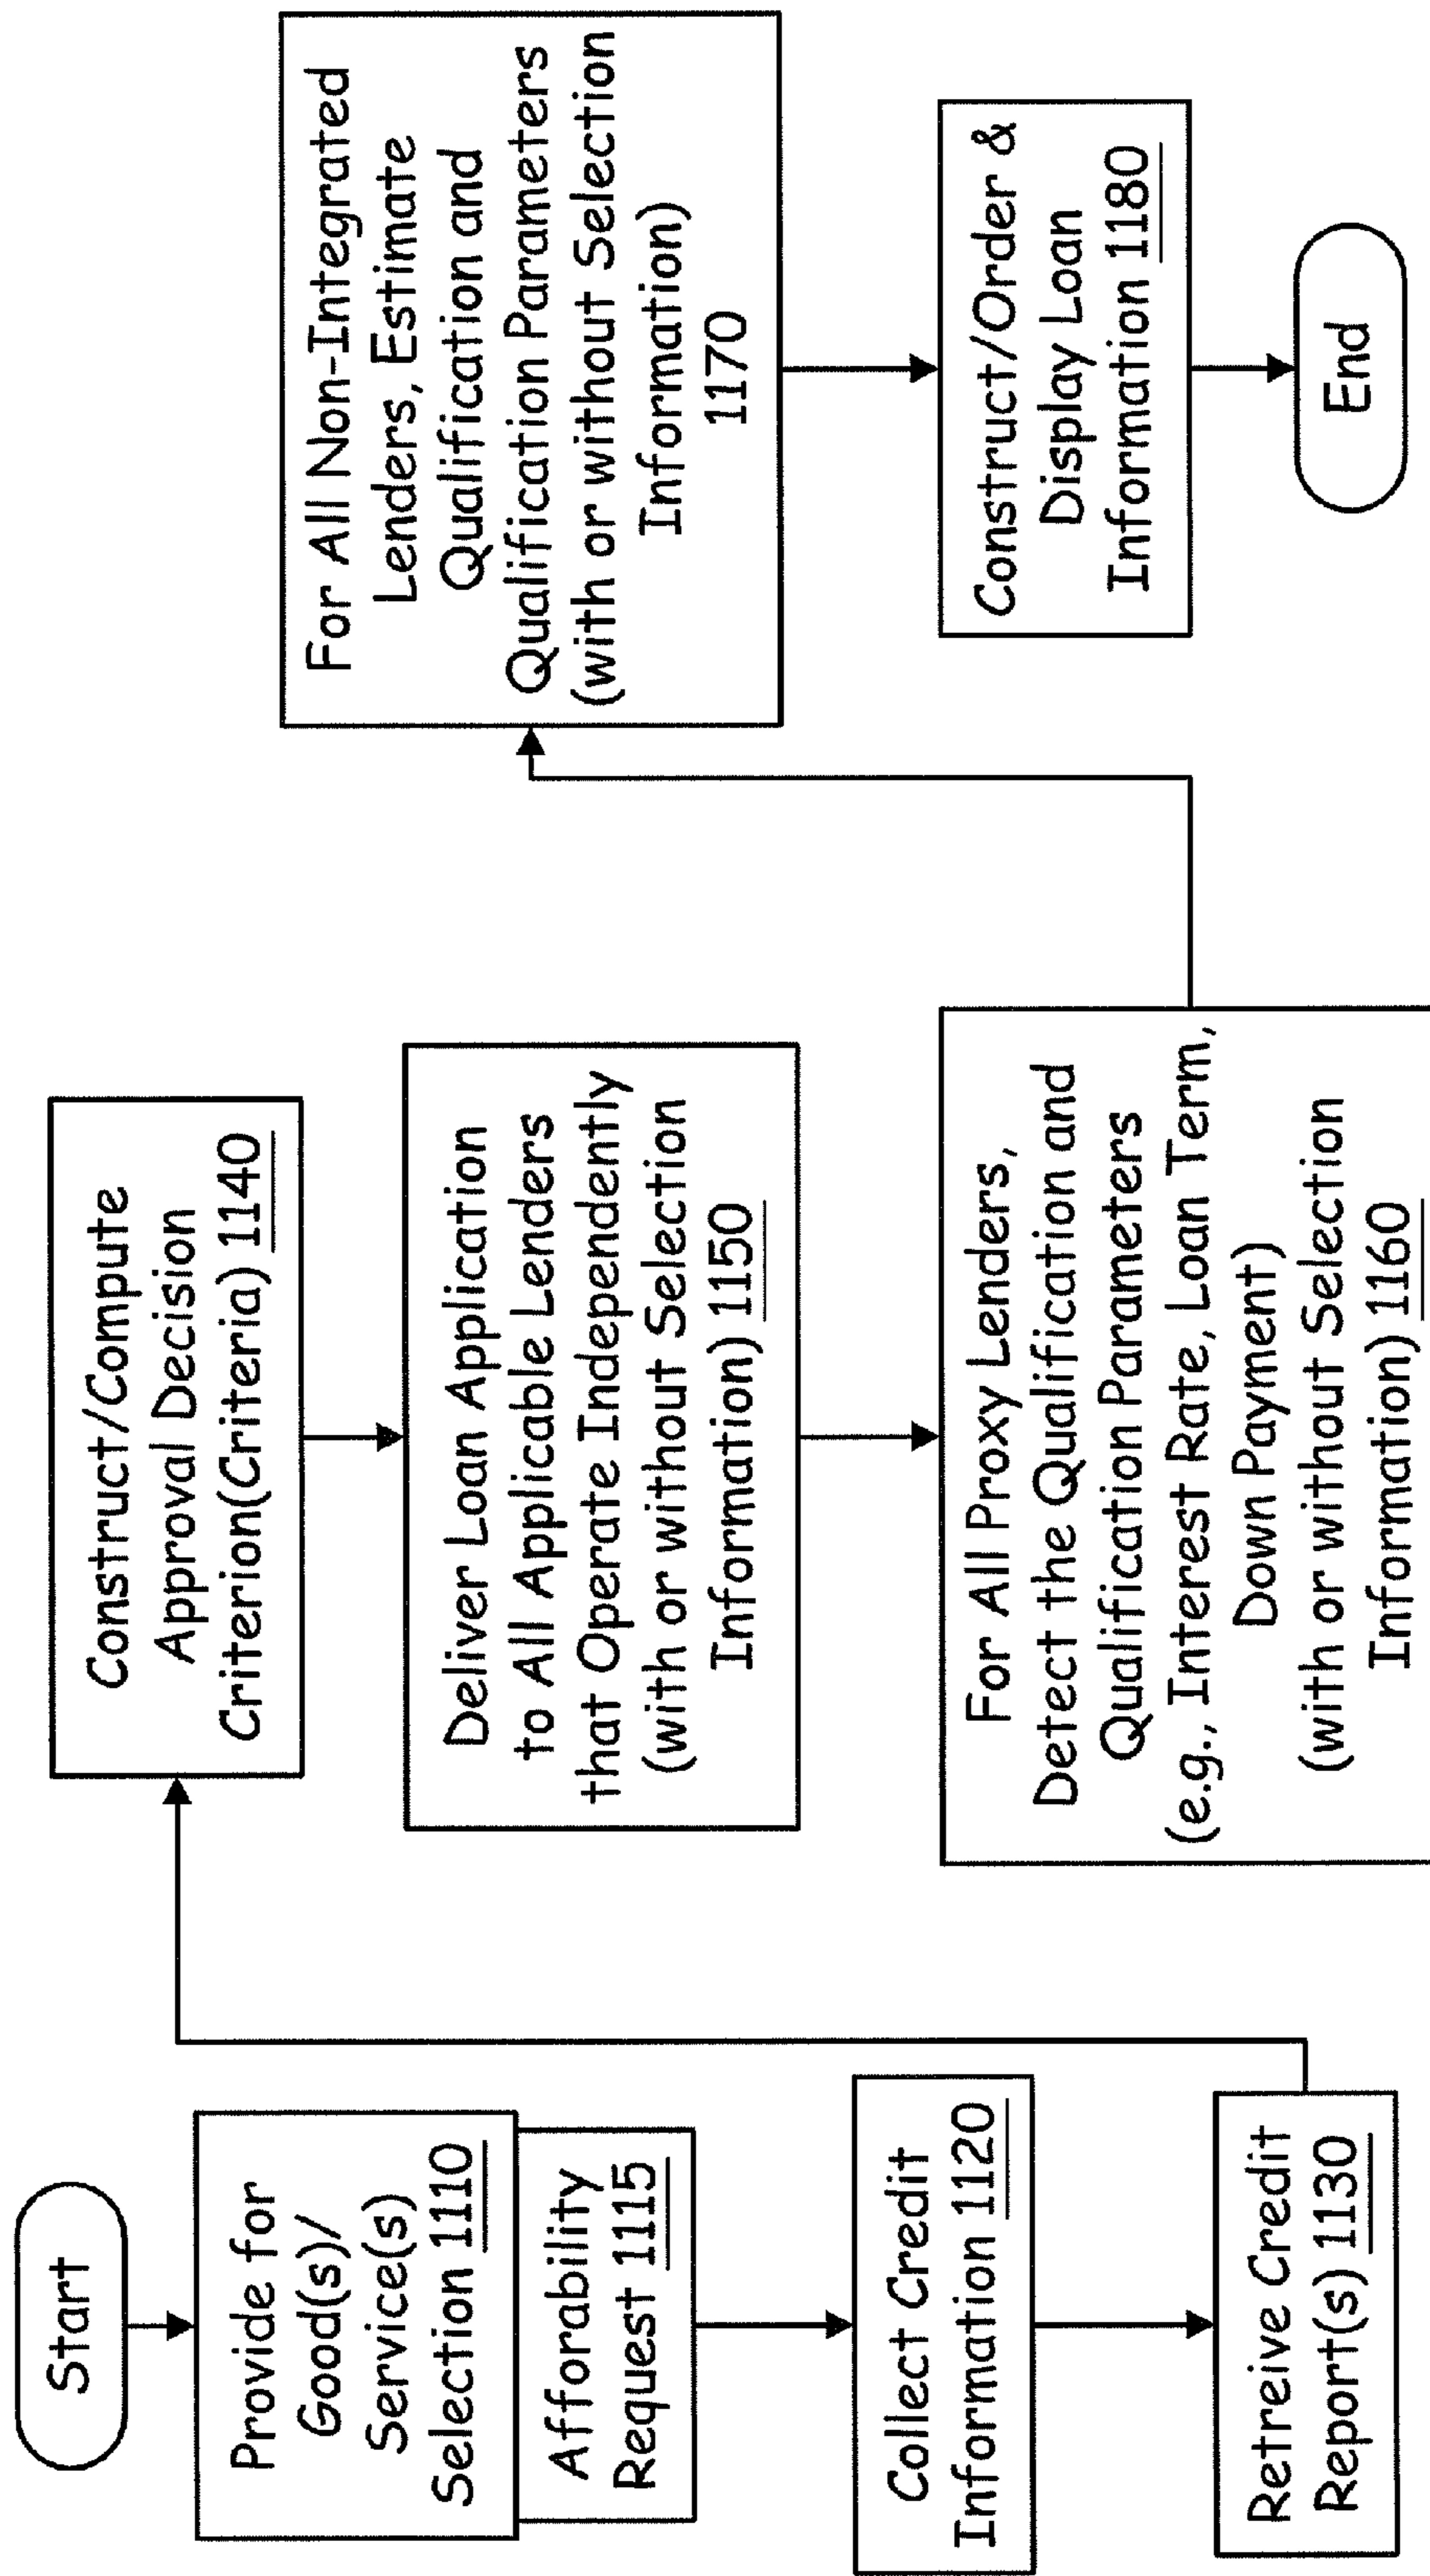 Start
Provide for
Good(s)/
Service(s)
Selection 1110
Afforability
Request 1115
Collect Credit
Information 1120
Retreive Credit
Report(s) 1130
Construct/Compute
Approval Decision
Criterion(Criteria) 1140
Deliver Loan Application
to All Applicable Lenders
that Operate Independently
(with or without Selection
Information) 1150
For All Proxy Lenders,
Detect the Qualification and
Qualification Parameters
(e.g., Interest Rate, Loan Term,
Down Payment)
(with or without Selection
Information) 1160
For All Non-Integrated
Lenders, Estimate
Qualification and
Qualification Parameters
(with or without Selection
Information)
1170
Construct/Order &
Display Loan
Information 1180
End